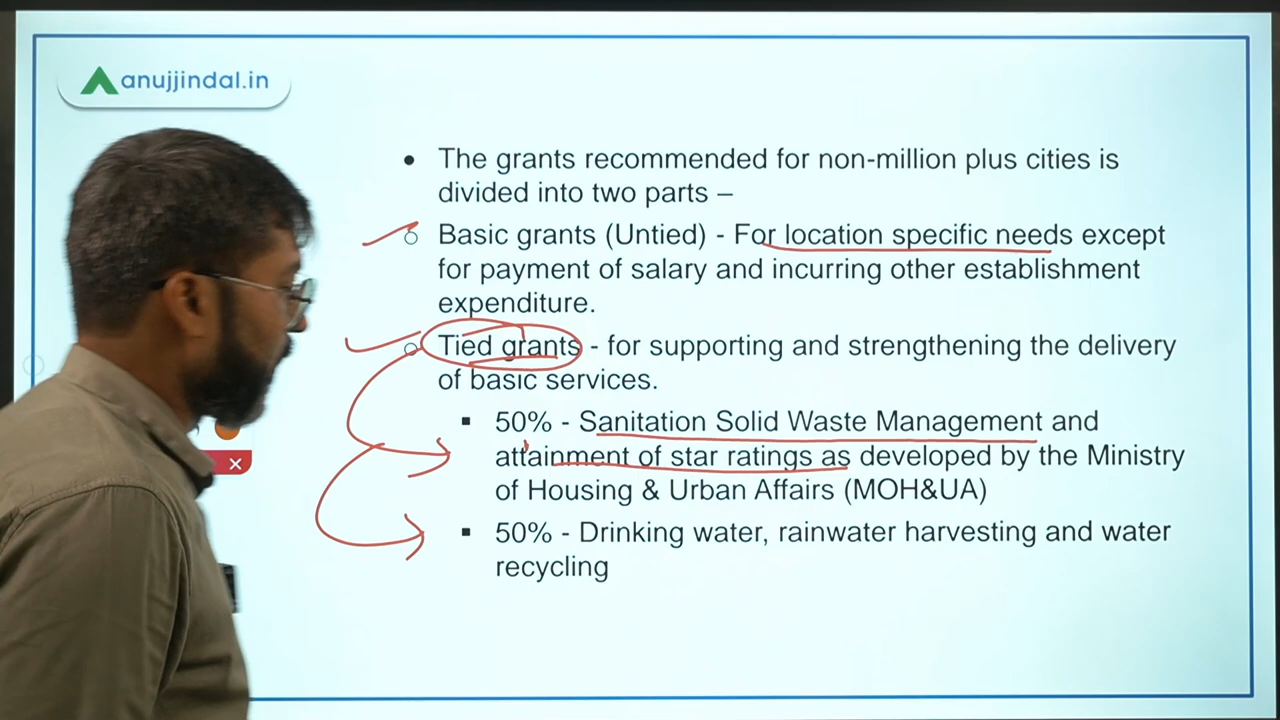 anujjindal.in
• The grants recommended for non-million plus cities is
divided into two parts –
○ Basic grants (Untied) - For location specific needs except
for payment of salary and incurring other establishment
expenditure.
○ Tied grants - for supporting and strengthening the delivery
of basic services.
▪ 50% - Sanitation Solid Waste Management and
attainment of star ratings as developed by the Ministry
of Housing & Urban Affairs (MOH&UA)
▪ 50% - Drinking water, rainwater harvesting and water
recycling